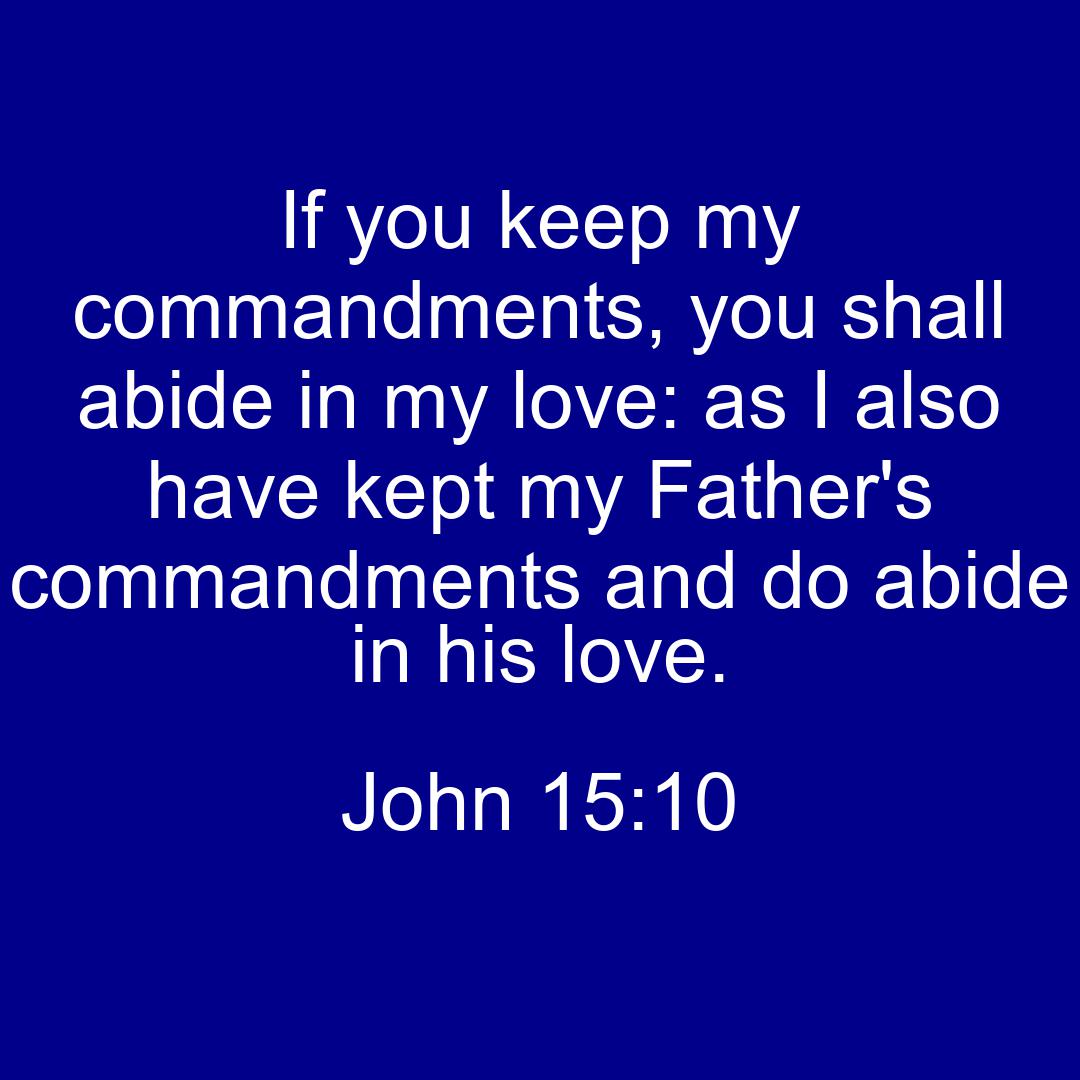 If you keep my
commandments, you shall
abide in my love: as I also
have kept my Father's
commandments and do abide
in his love.
John 15:10